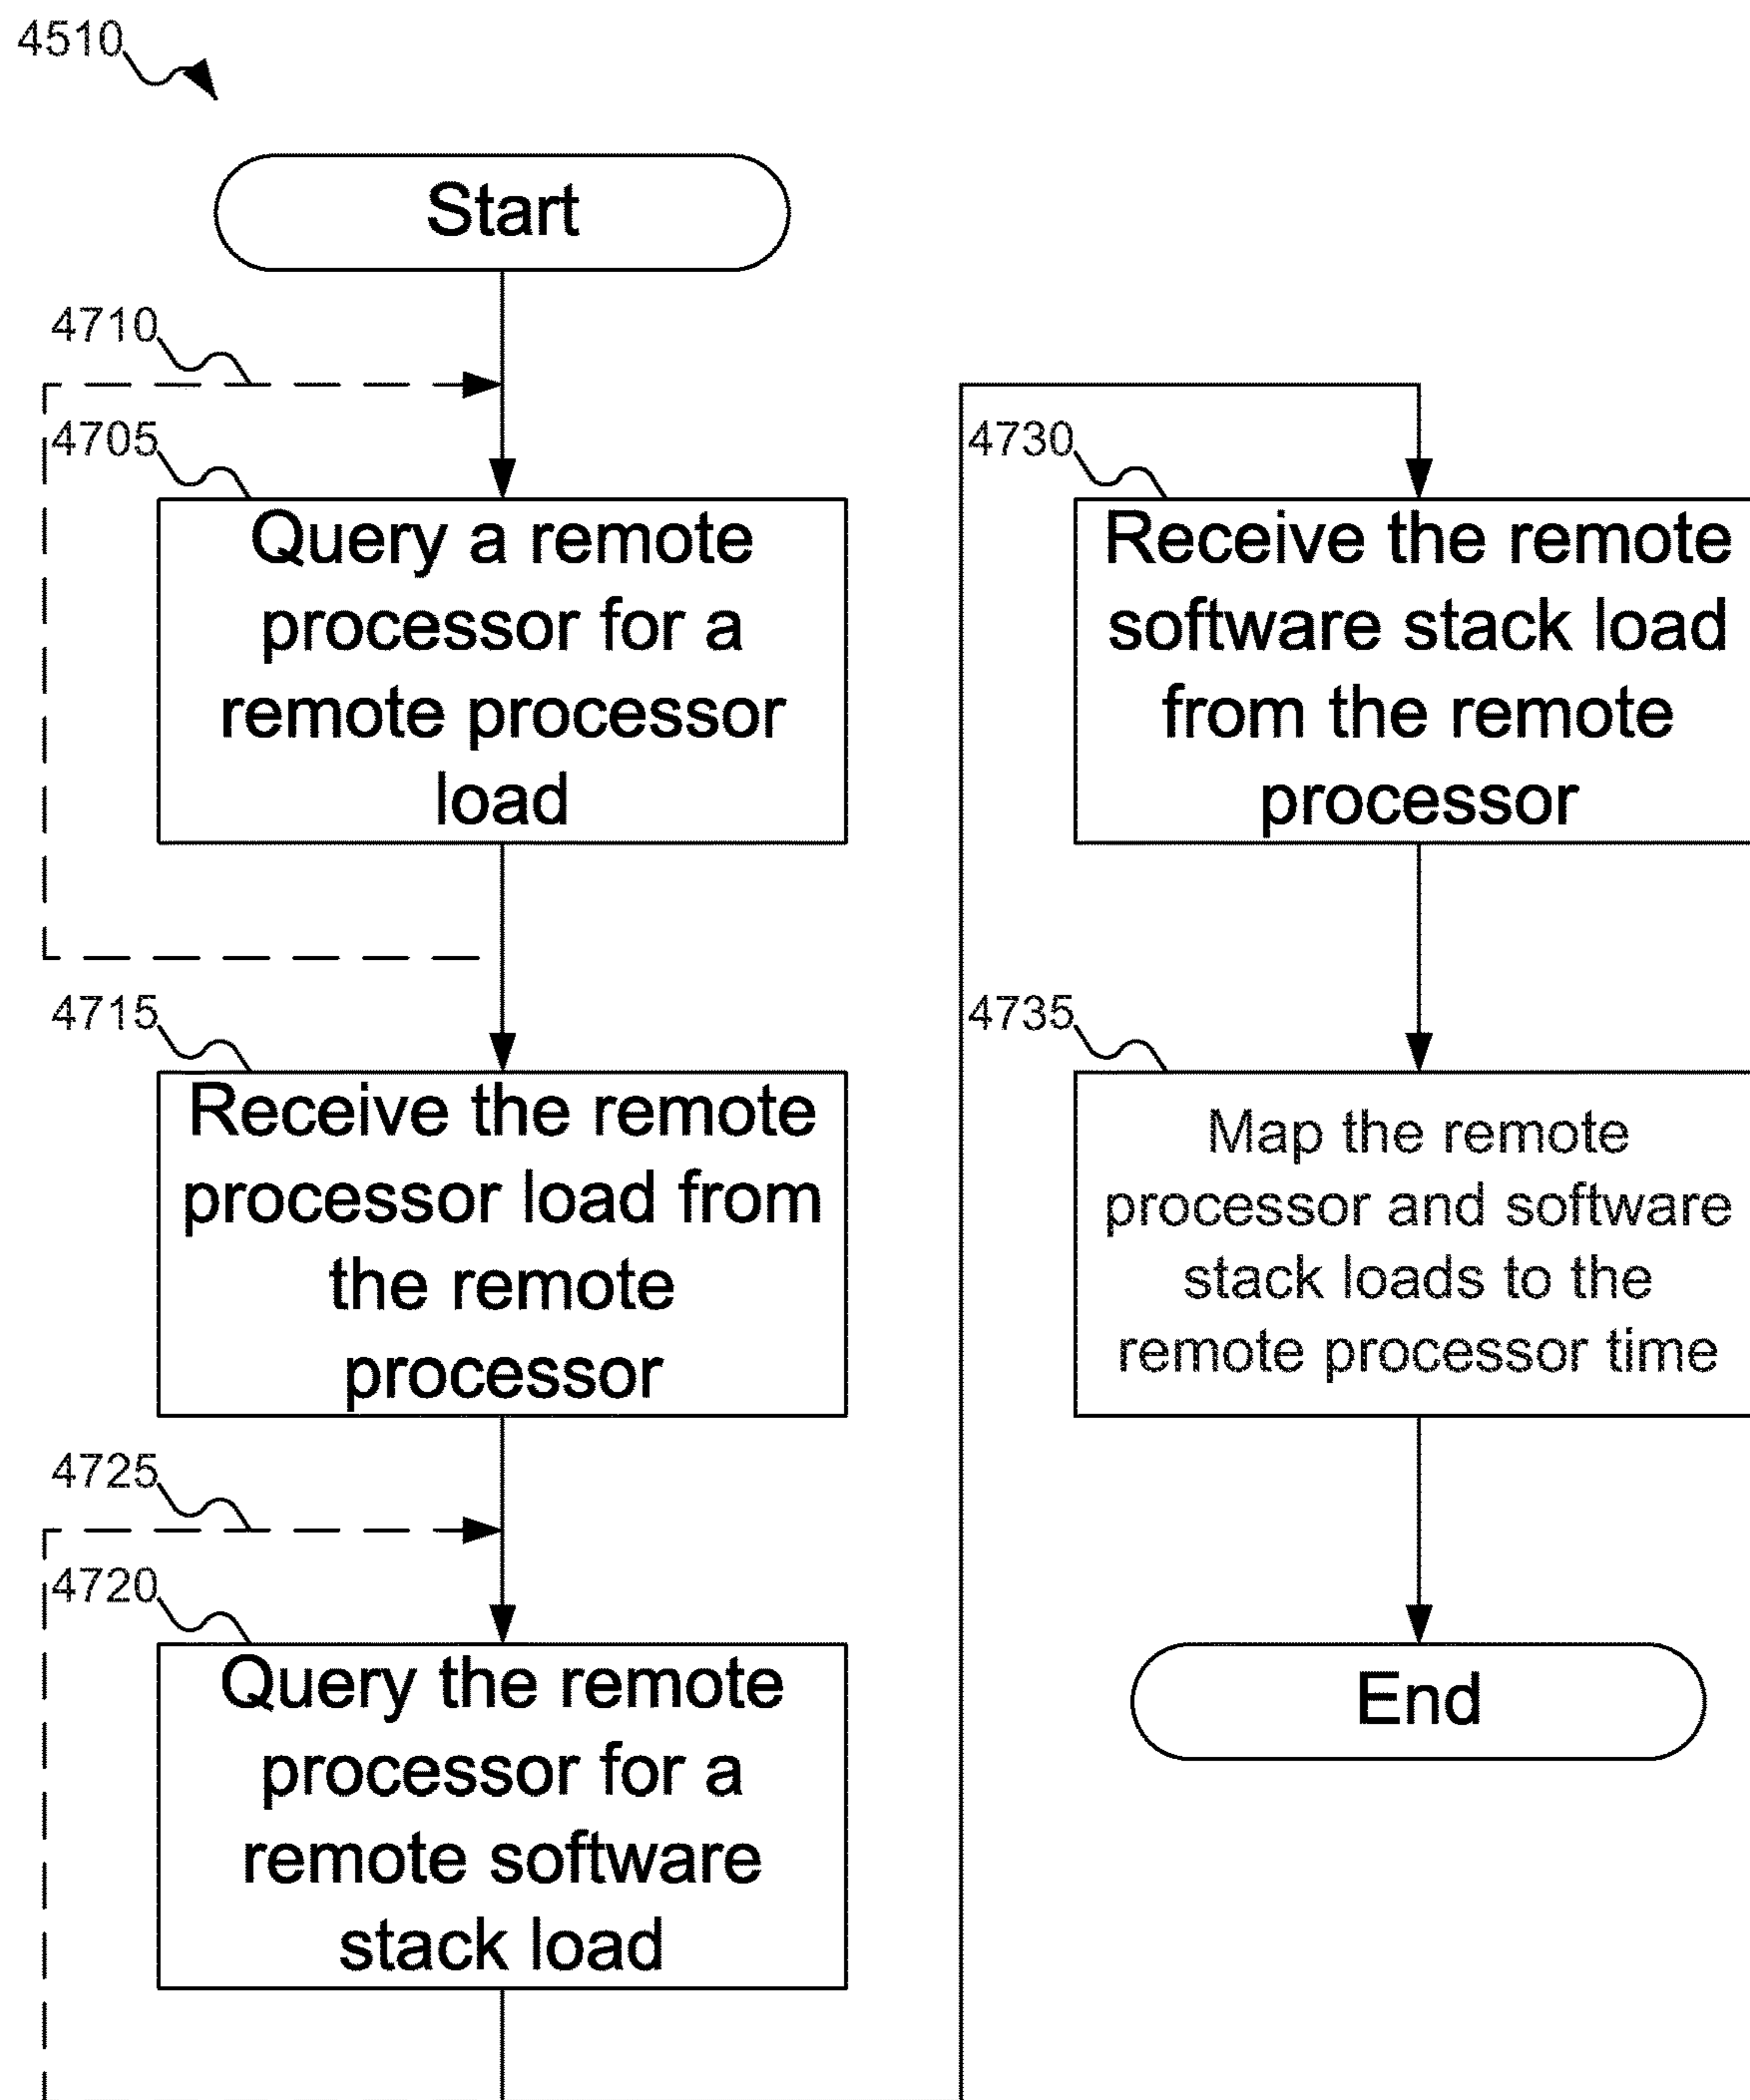 4510
Start
4710
4705
Query a remote
processor for a
remote processor
load
4715
Receive the remote
processor load from
the remote
processor
4725
4720
Query the remote
processor for a
remote software
stack load
4730
Receive the remote
software stack load
from the remote
processor
4735
Map the remote
processor and software
stack loads to the
remote processor time
End